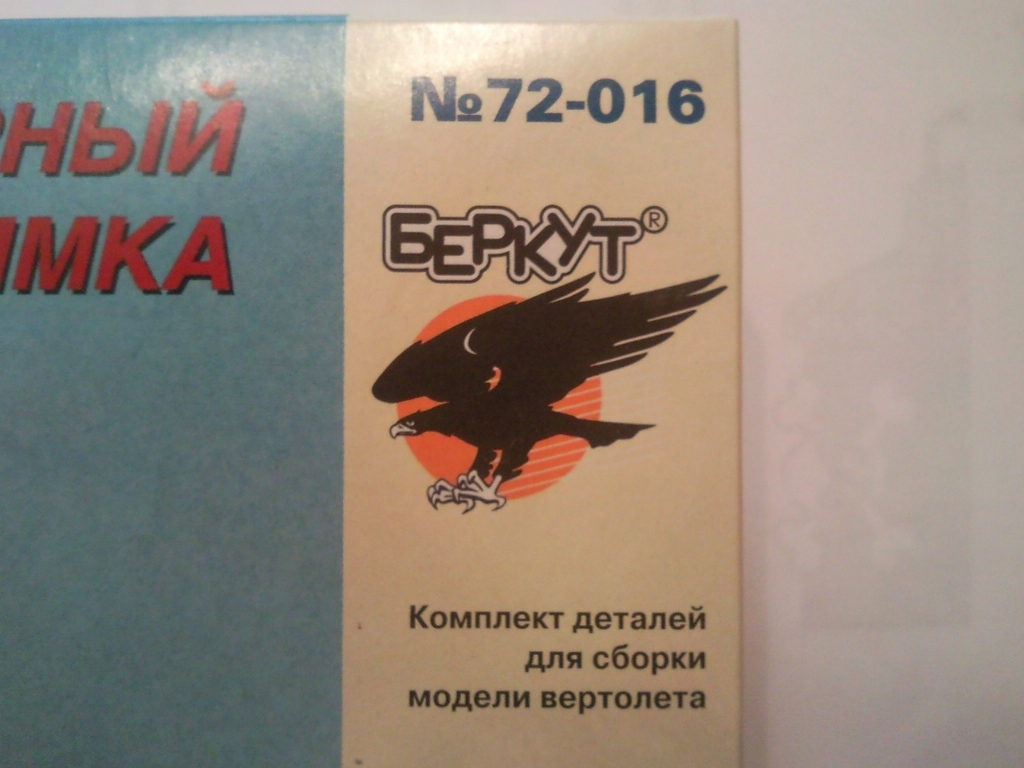 РНЫЙ
ИМКА
№72-016
БЕРКУТ®
Комплект деталей
для сборки
модели вертолета